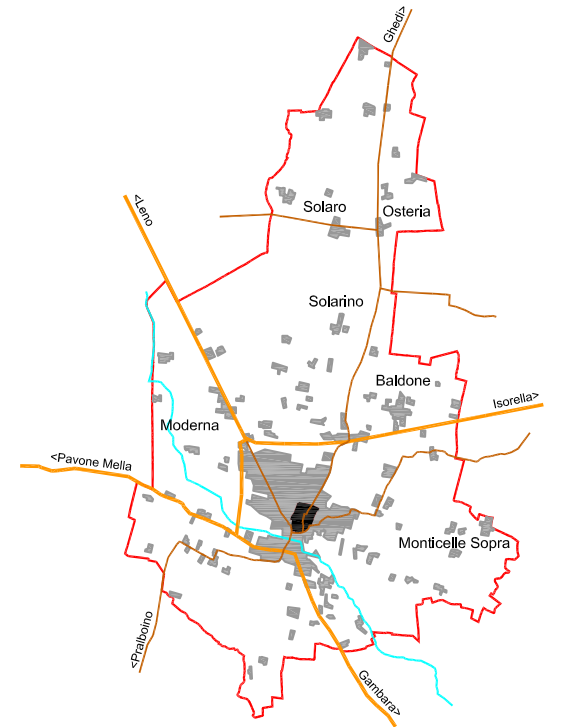 Ghedi>
Solaro
Osteria
<Leno
Solarino
Baldone
Isorella>
Moderna
<Pavone Mella
Monticelle Sopra
<Pralboino
Gambara>